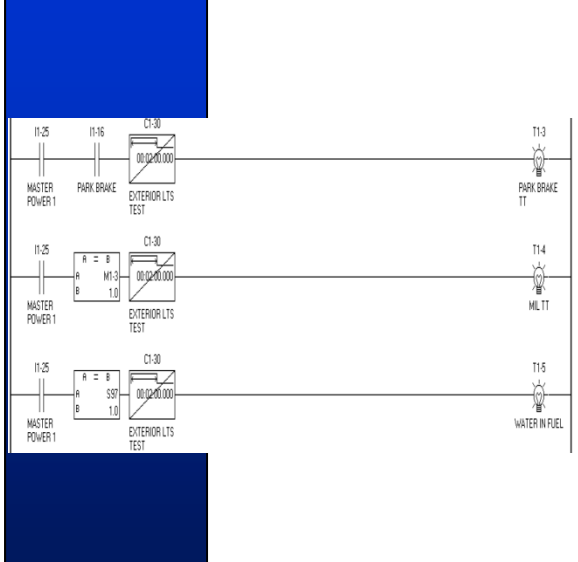 I1-25 I1-16 C1-30 T1-3
00:02:00.000
MASTER POWER 1 PARK BRAKE EXTERIOR LTS TEST PARK BRAKE TT
I1-25 C1-30 T1-4
A = B
A M1-3 00:02:00.000
B 1.0
MASTER POWER 1 EXTERIOR LTS TEST MIL TT
I1-25 C1-30 T1-5
A = B
A S97 00:02:00.000
B 1.0
MASTER POWER 1 EXTERIOR LTS TEST WATER IN FUEL